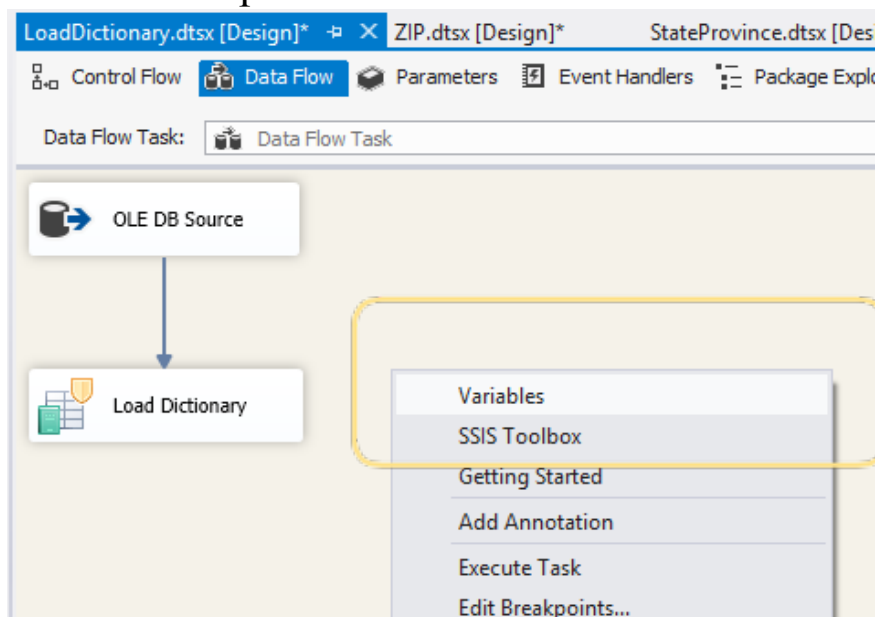 LoadDictionary.dtsx [Design]* ZIP.dtsx [Design]* StateProvince.dtsx [Des
Control Flow Data Flow Parameters Event Handlers Package Explo
Data Flow Task: Data Flow Task
OLE DB Source
Load Dictionary
Variables
SSIS Toolbox
Getting Started
Add Annotation
Execute Task
Edit Breakpoints...